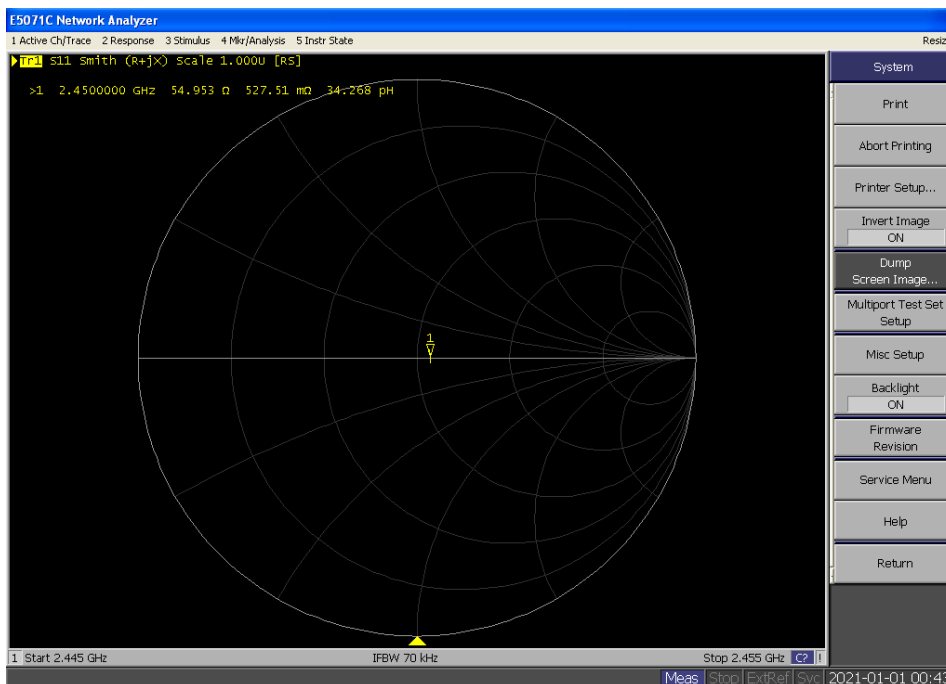 E5071C Network Analyzer
1 Active Ch/Trace 2 Response 3 Stimulus 4 Mkr/Analysis 5 Instr State
Resiz
Tr1 S11 Smith (R+jX) Scale 1.000U [RS]
>1 2.4500000 GHz 54.953 Ω 527.51 mΩ 34.268 pH
1
System
Print
Abort Printing
Printer Setup...
Invert Image
ON
Dump
Screen Image...
Multiport Test Set
Setup
Misc Setup
Backlight
ON
Firmware
Revision
Service Menu
Help
Return
1 Start 2.445 GHz IFBW 70 kHz Stop 2.455 GHz C? !
Meas Stop ExtRef Svc 2021-01-01 00:43